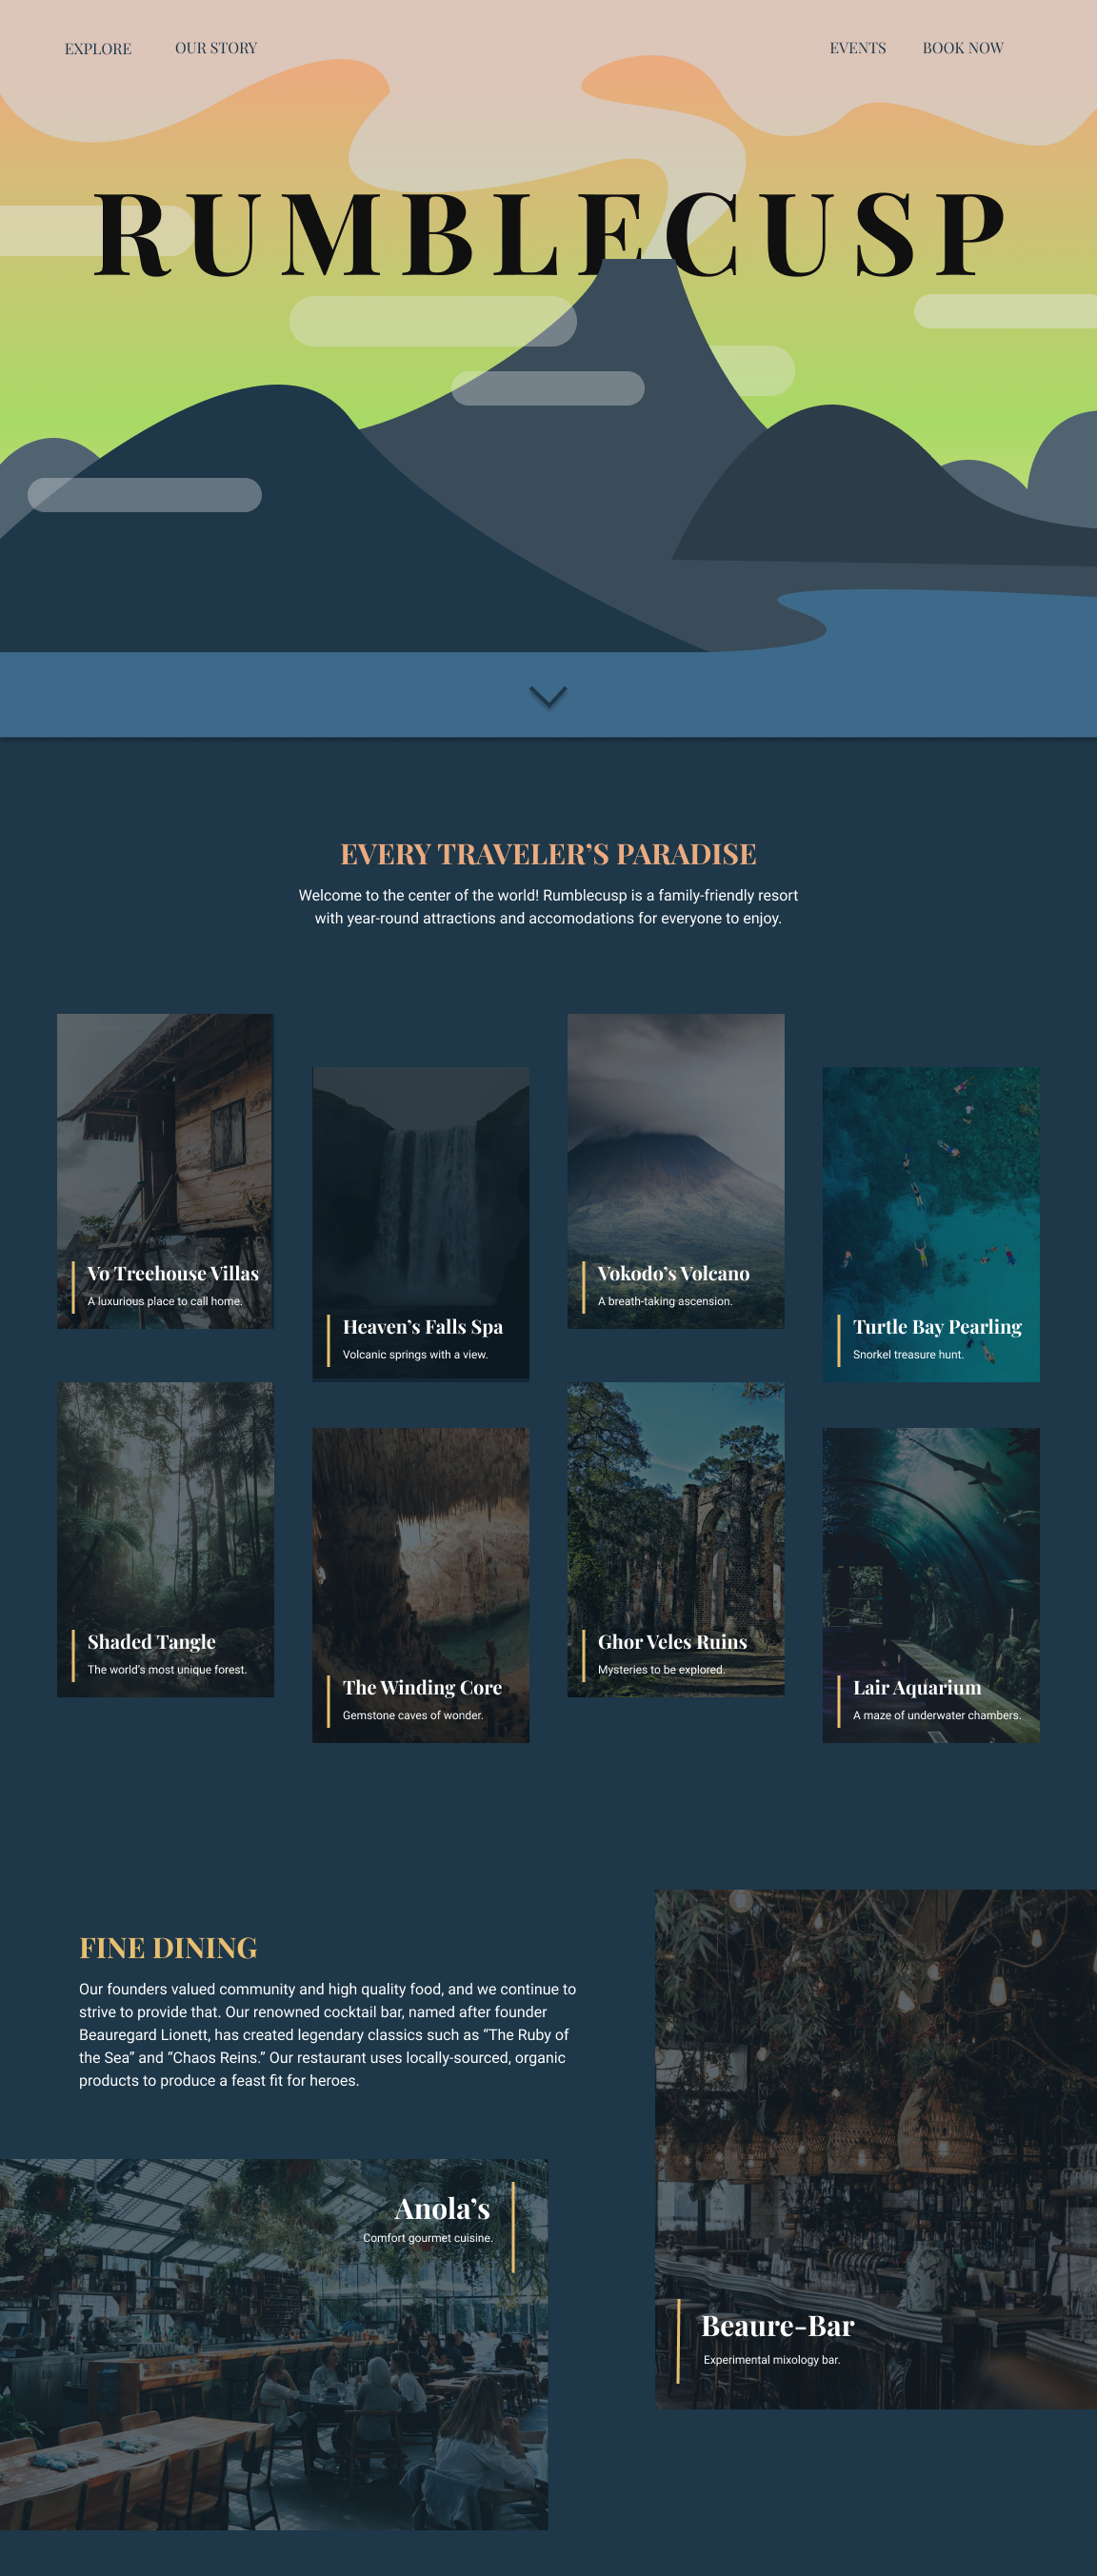 EXPLORE
OUR STORY
EVENTS
BOOK NOW
RUMBLECUSP
EVERY TRAVELER’S PARADISE
Welcome to the center of the world! Rumblecusp is a family-friendly resort
with year-round attractions and accomodations for everyone to enjoy.
Vo Treehouse Villas
A luxurious place to call home.
Heaven’s Falls Spa
Volcanic springs with a view.
Vokodo’s Volcano
A breath-taking ascension.
Turtle Bay Pearling
Snorkel treasure hunt.
Shaded Tangle
The world’s most unique forest.
The Winding Core
Gemstone caves of wonder.
Ghor Veles Ruins
Mysteries to be explored.
Lair Aquarium
A maze of underwater chambers.
FINE DINING
Our founders valued community and high quality food, and we continue to
strive to provide that. Our renowned cocktail bar, named after founder
Beauregard Lionett, has created legendary classics such as “The Ruby of
the Sea” and “Chaos Reins.” Our restaurant uses locally-sourced, organic
products to produce a feast fit for heroes.
Anola’s
Comfort gourmet cuisine.
Beaure-Bar
Experimental mixology bar.